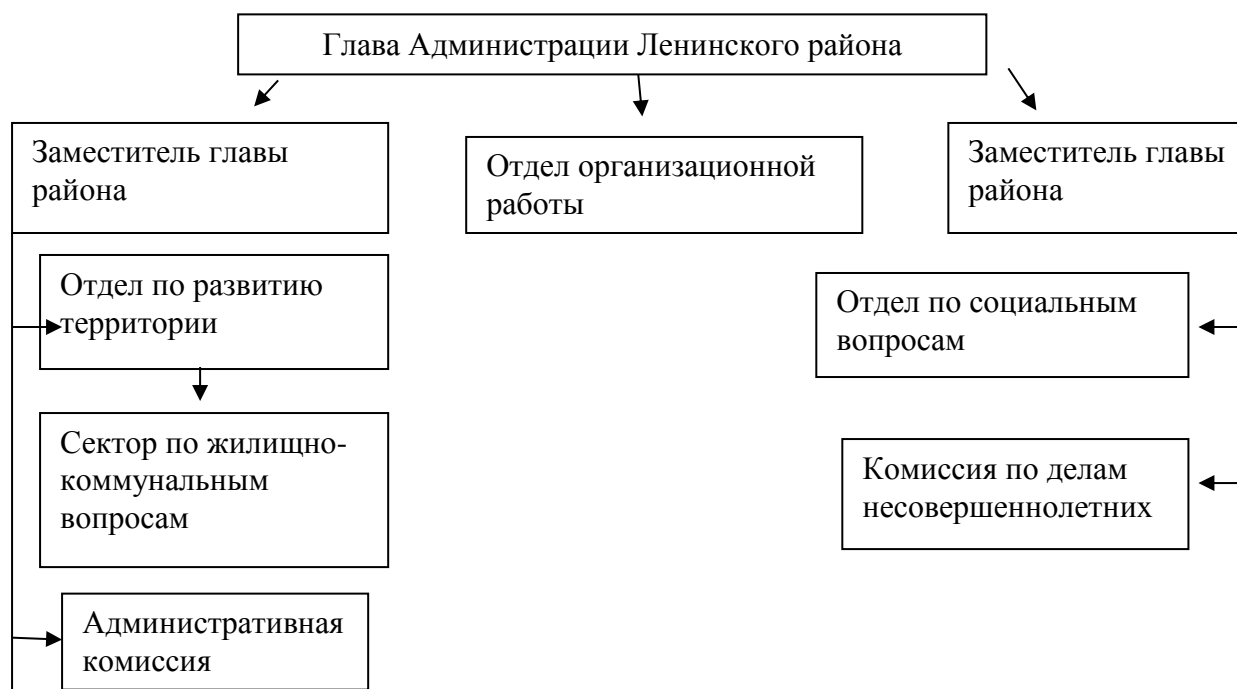 Глава Администрации Ленинского района
Заместитель главы
района
Отдел организационной
работы
Заместитель главы
района
Отдел по развитию
территории
Отдел по социальным
вопросам
Сектор по жилищно-
коммунальным
вопросам
Комиссия по делам
несовершеннолетних
Административная
комиссия